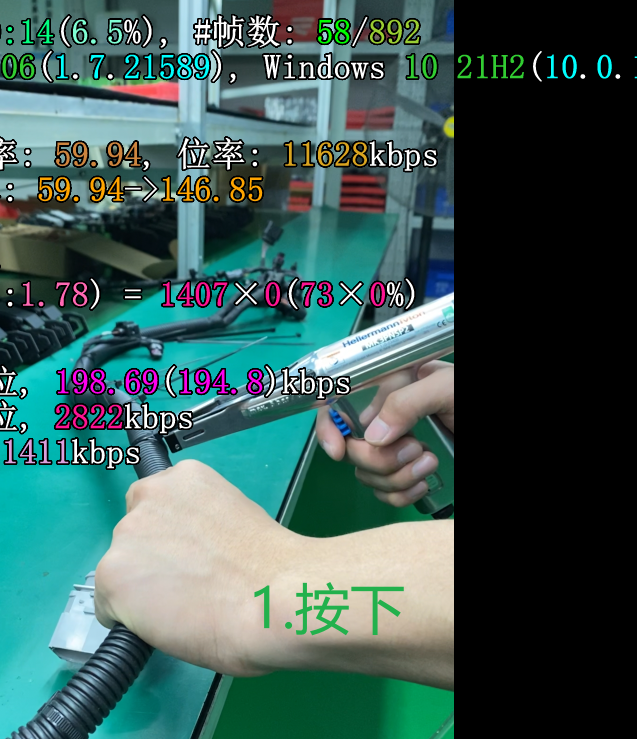 :14(6.5%), #帧数: 58/892
06(1.7.21589), Windows 10 21H2(10.0.1
率: 59.94, 位率: 11628kbps
: 59.94->146.85
:1.78) = 1407×0(73×0%)
HellermannTyton
位, 198.69(194.8)kbps
位, 2822kbps
1411kbps
1.按下